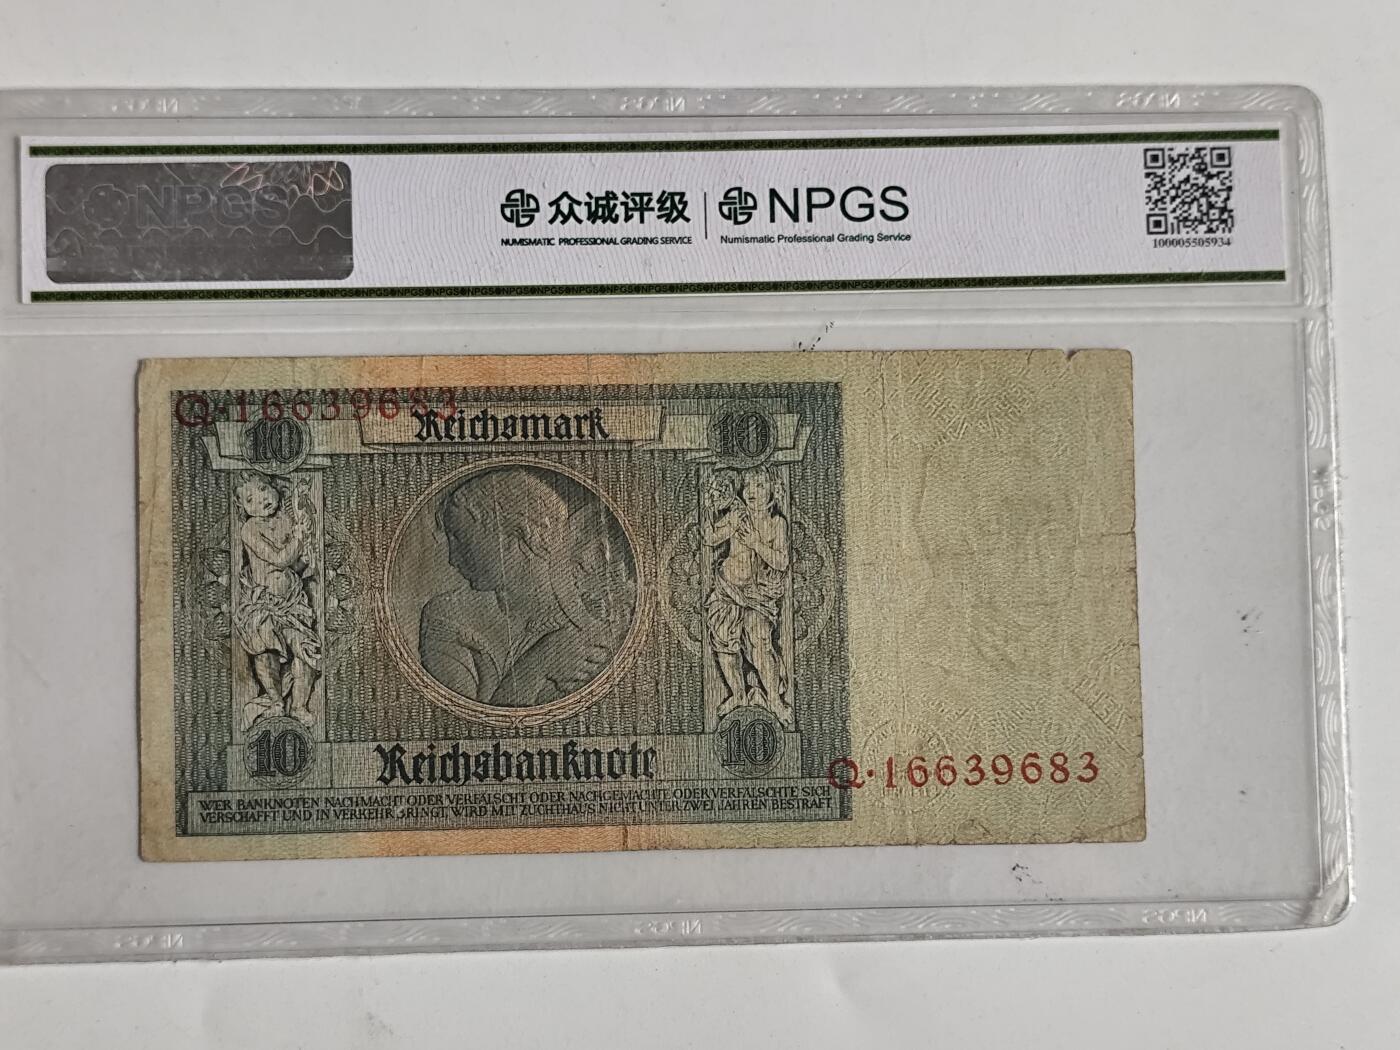 NPGS
众诚评级
NUMISMATIC PROFESSIONAL GRADING SERVICE
NPGS
Numismatic Professional Grading Service
100005505934
Q·16639683
Reichsmark
10
10
10
Reichsbanknote
10
Q·16639683
WER BANKNOTEN NACHMACHT ODER VERFÄLSCHT ODER NACHGEMACHTE ODER VERFÄLSCHTE SICH
VERSCHAFFT UND IN VERKEHR BRINGT, WIRD MIT ZUCHTHAUS NICHT UNTER ZWEI JAHREN BESTRAFT